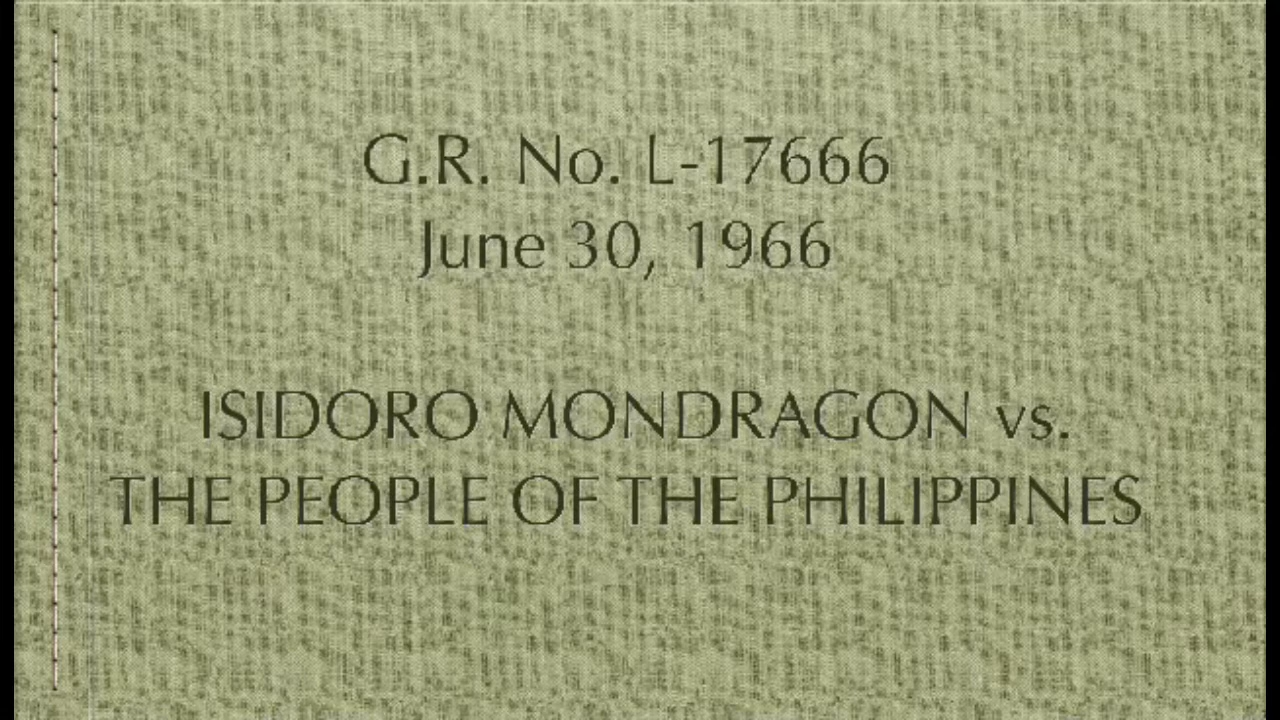 G.R. No. L-17666
June 30, 1966
ISIDORO MONDRAGON vs.
THE PEOPLE OF THE PHILIPPINES